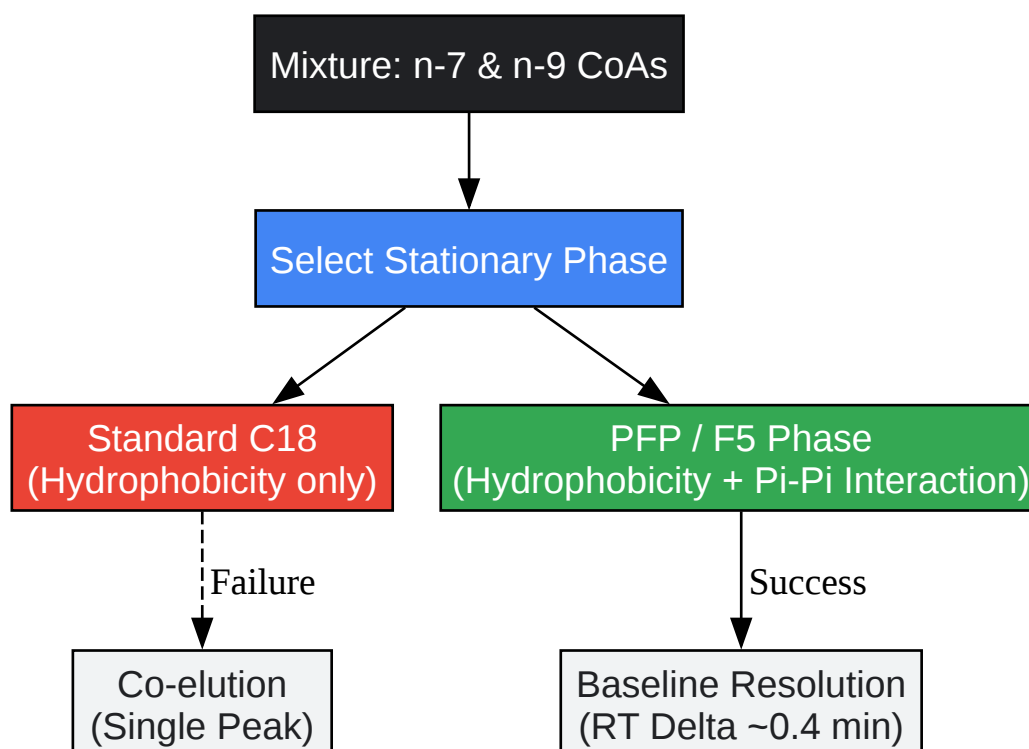 Mixture: n-7 & n-9 CoAs
Select Stationary Phase
Standard C18
(Hydrophobicity only)
PFP / F5 Phase
(Hydrophobicity + Pi-Pi Interaction)
Failure
Success
Co-elution
(Single Peak)
Baseline Resolution
(RT Delta ~0.4 min)